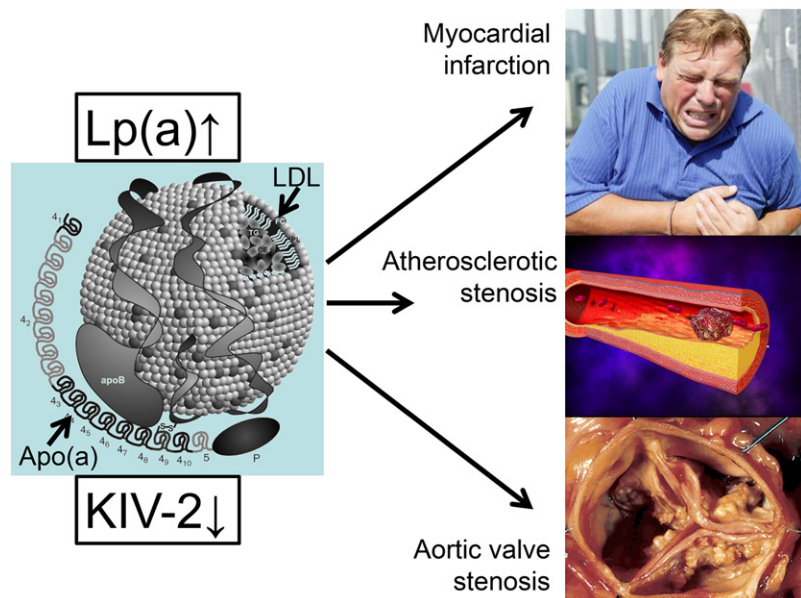 Myocardial
infarction
Lp(a)↑
LDL
TG
4₁
4₂
Atherosclerotic
stenosis
apoB
4₃
S-S
Apo(a)
4₅
4₆
4₇
4₈
4₉
4₁₀
5
P
KIV-2↓
Aortic valve
stenosis